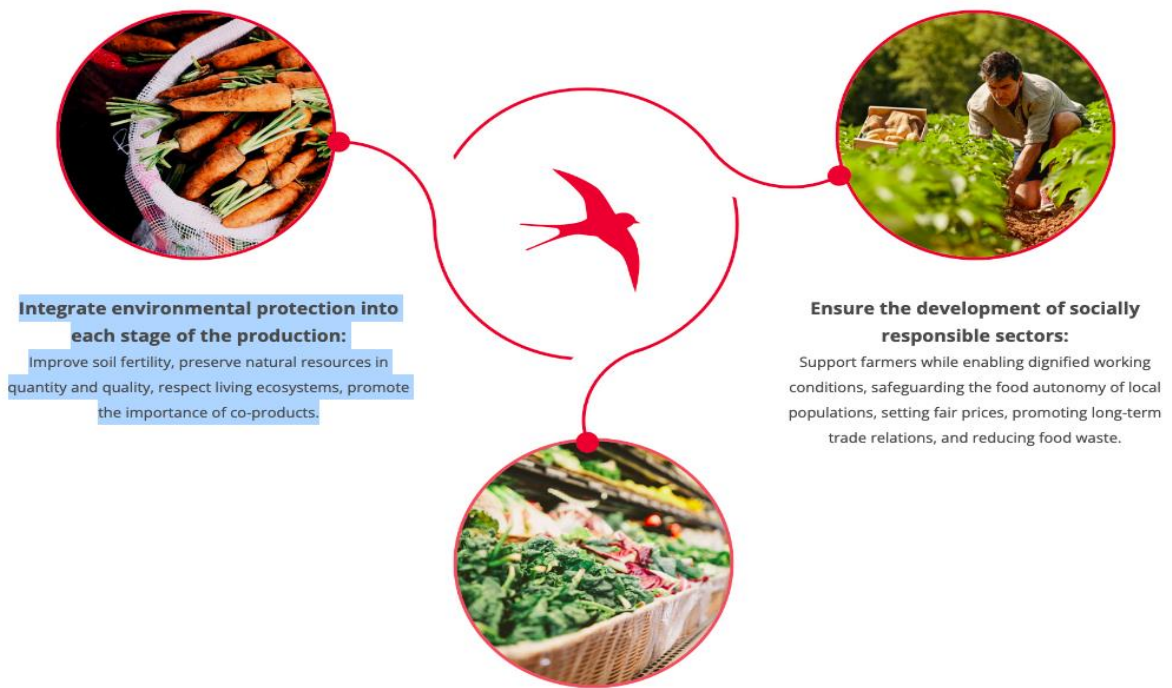 Integrate environmental protection into
each stage of the production:
Improve soil fertility, preserve natural resources in
quantity and quality, respect living ecosystems, promote
the importance of co-products.
Ensure the development of socially
responsible sectors:
Support farmers while enabling dignified working
conditions, safeguarding the food autonomy of local
populations, setting fair prices, promoting long-term
trade relations, and reducing food waste.